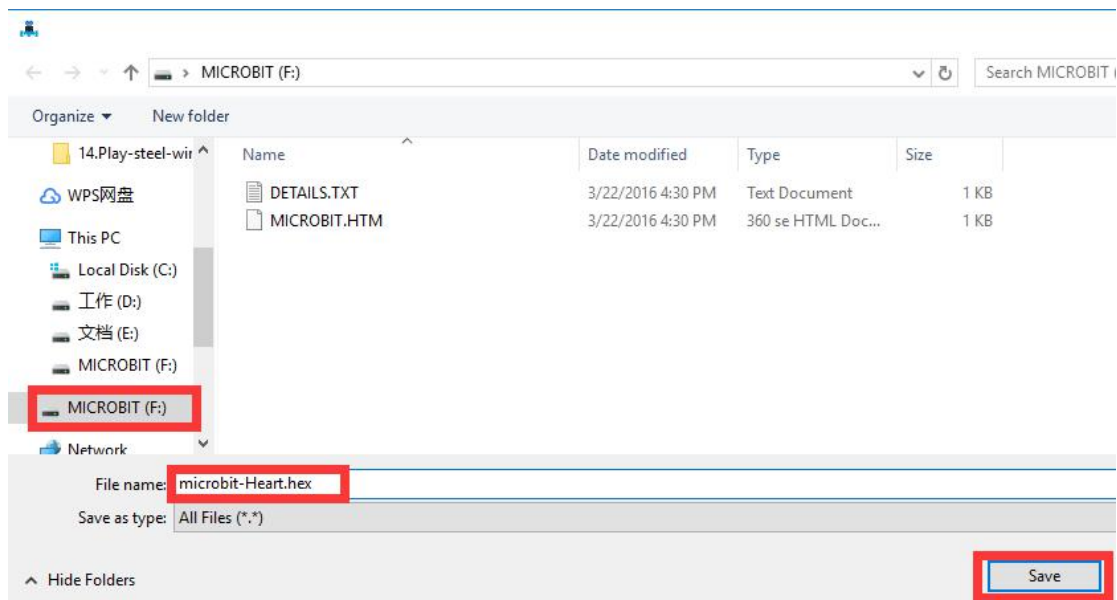 MICROBIT (F:)
Search MICROBIT (
Organize
New folder
14.Play-steel-wir
WPS网盘
This PC
Local Disk (C:)
工作 (D:)
文档 (E:)
MICROBIT (F:)
MICROBIT (F:)
Network
Name Date modified Type Size
DETAILS.TXT 3/22/2016 4:30 PM Text Document 1 KB
MICROBIT.HTM 3/22/2016 4:30 PM 360 se HTML Doc... 1 KB
File name: microbit-Heart.hex
Save as type: All Files (*.*)
Hide Folders
Save